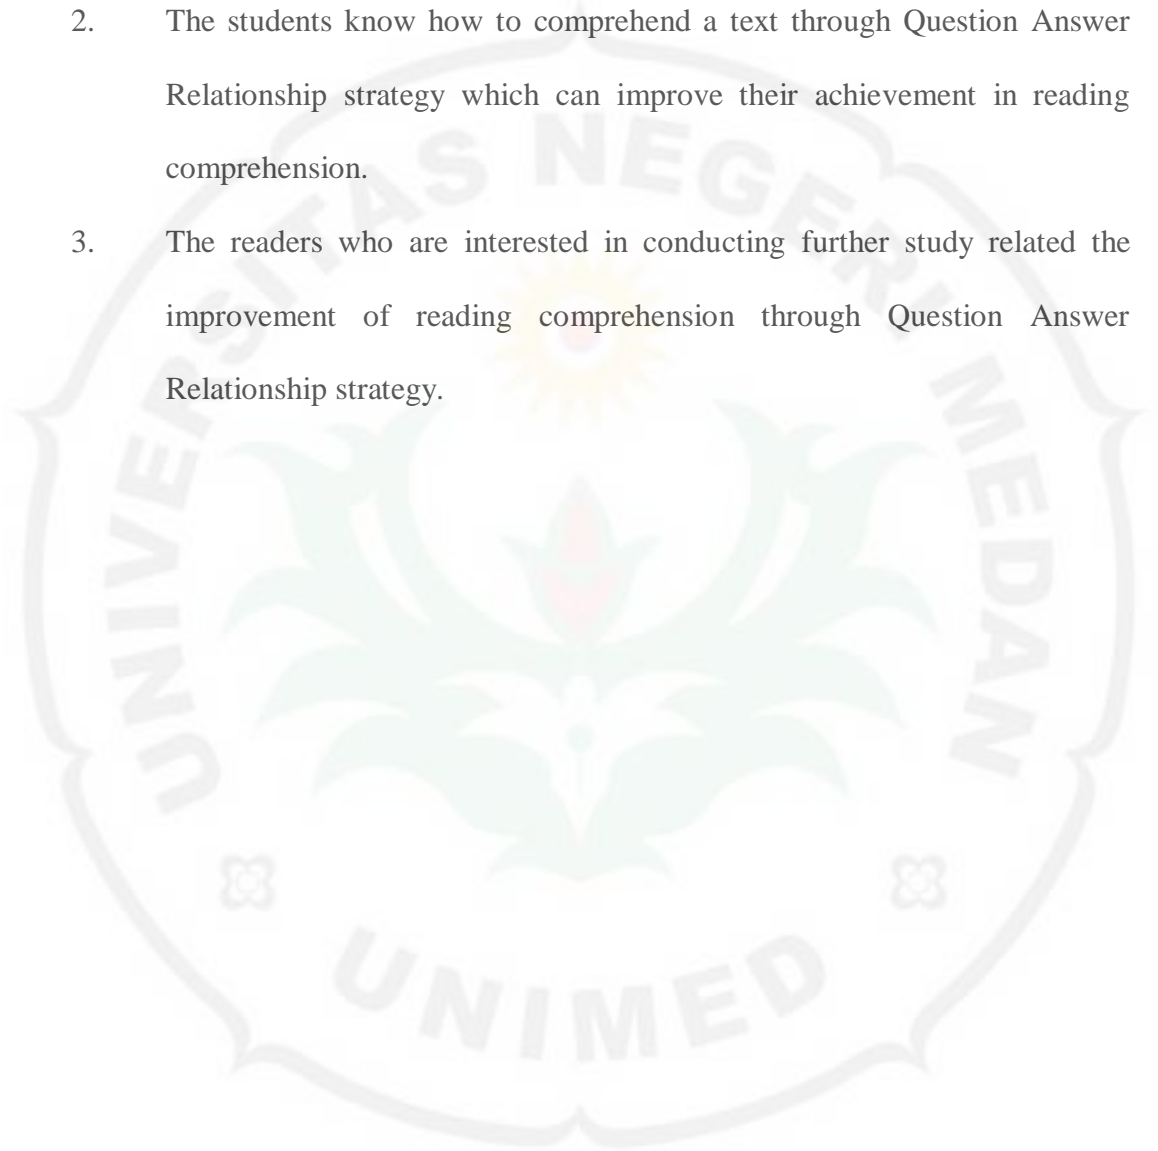 2. The students know how to comprehend a text through Question Answer
Relationship strategy which can improve their achievement in reading
comprehension.
3. The readers who are interested in conducting further study related the
improvement of reading comprehension through Question Answer
Relationship strategy.
UNIVERSITAS NEGERI MEDAN
UNIMED